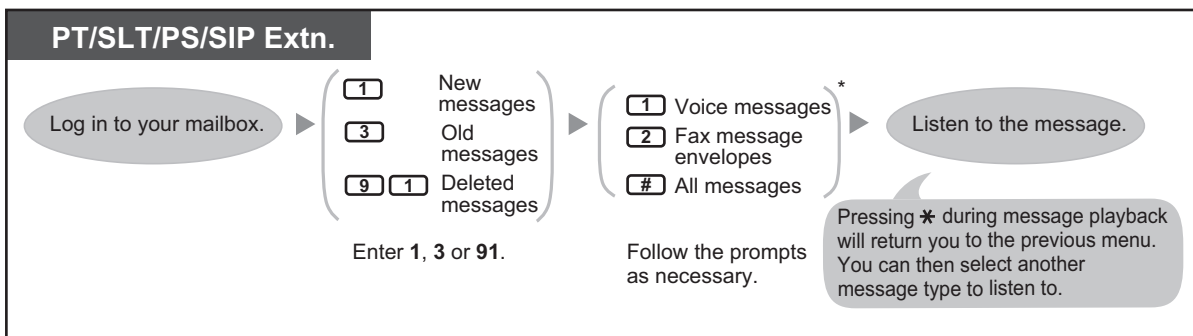 PT/SLT/PS/SIP Extn.
Log in to your mailbox.
1 New
messages
3 Old
messages
9 1 Deleted
messages
Enter 1, 3 or 91.
*
1 Voice messages
2 Fax message
envelopes
# All messages
Follow the prompts
as necessary.
Listen to the message.
Pressing * during message playback
will return you to the previous menu.
You can then select another
message type to listen to.